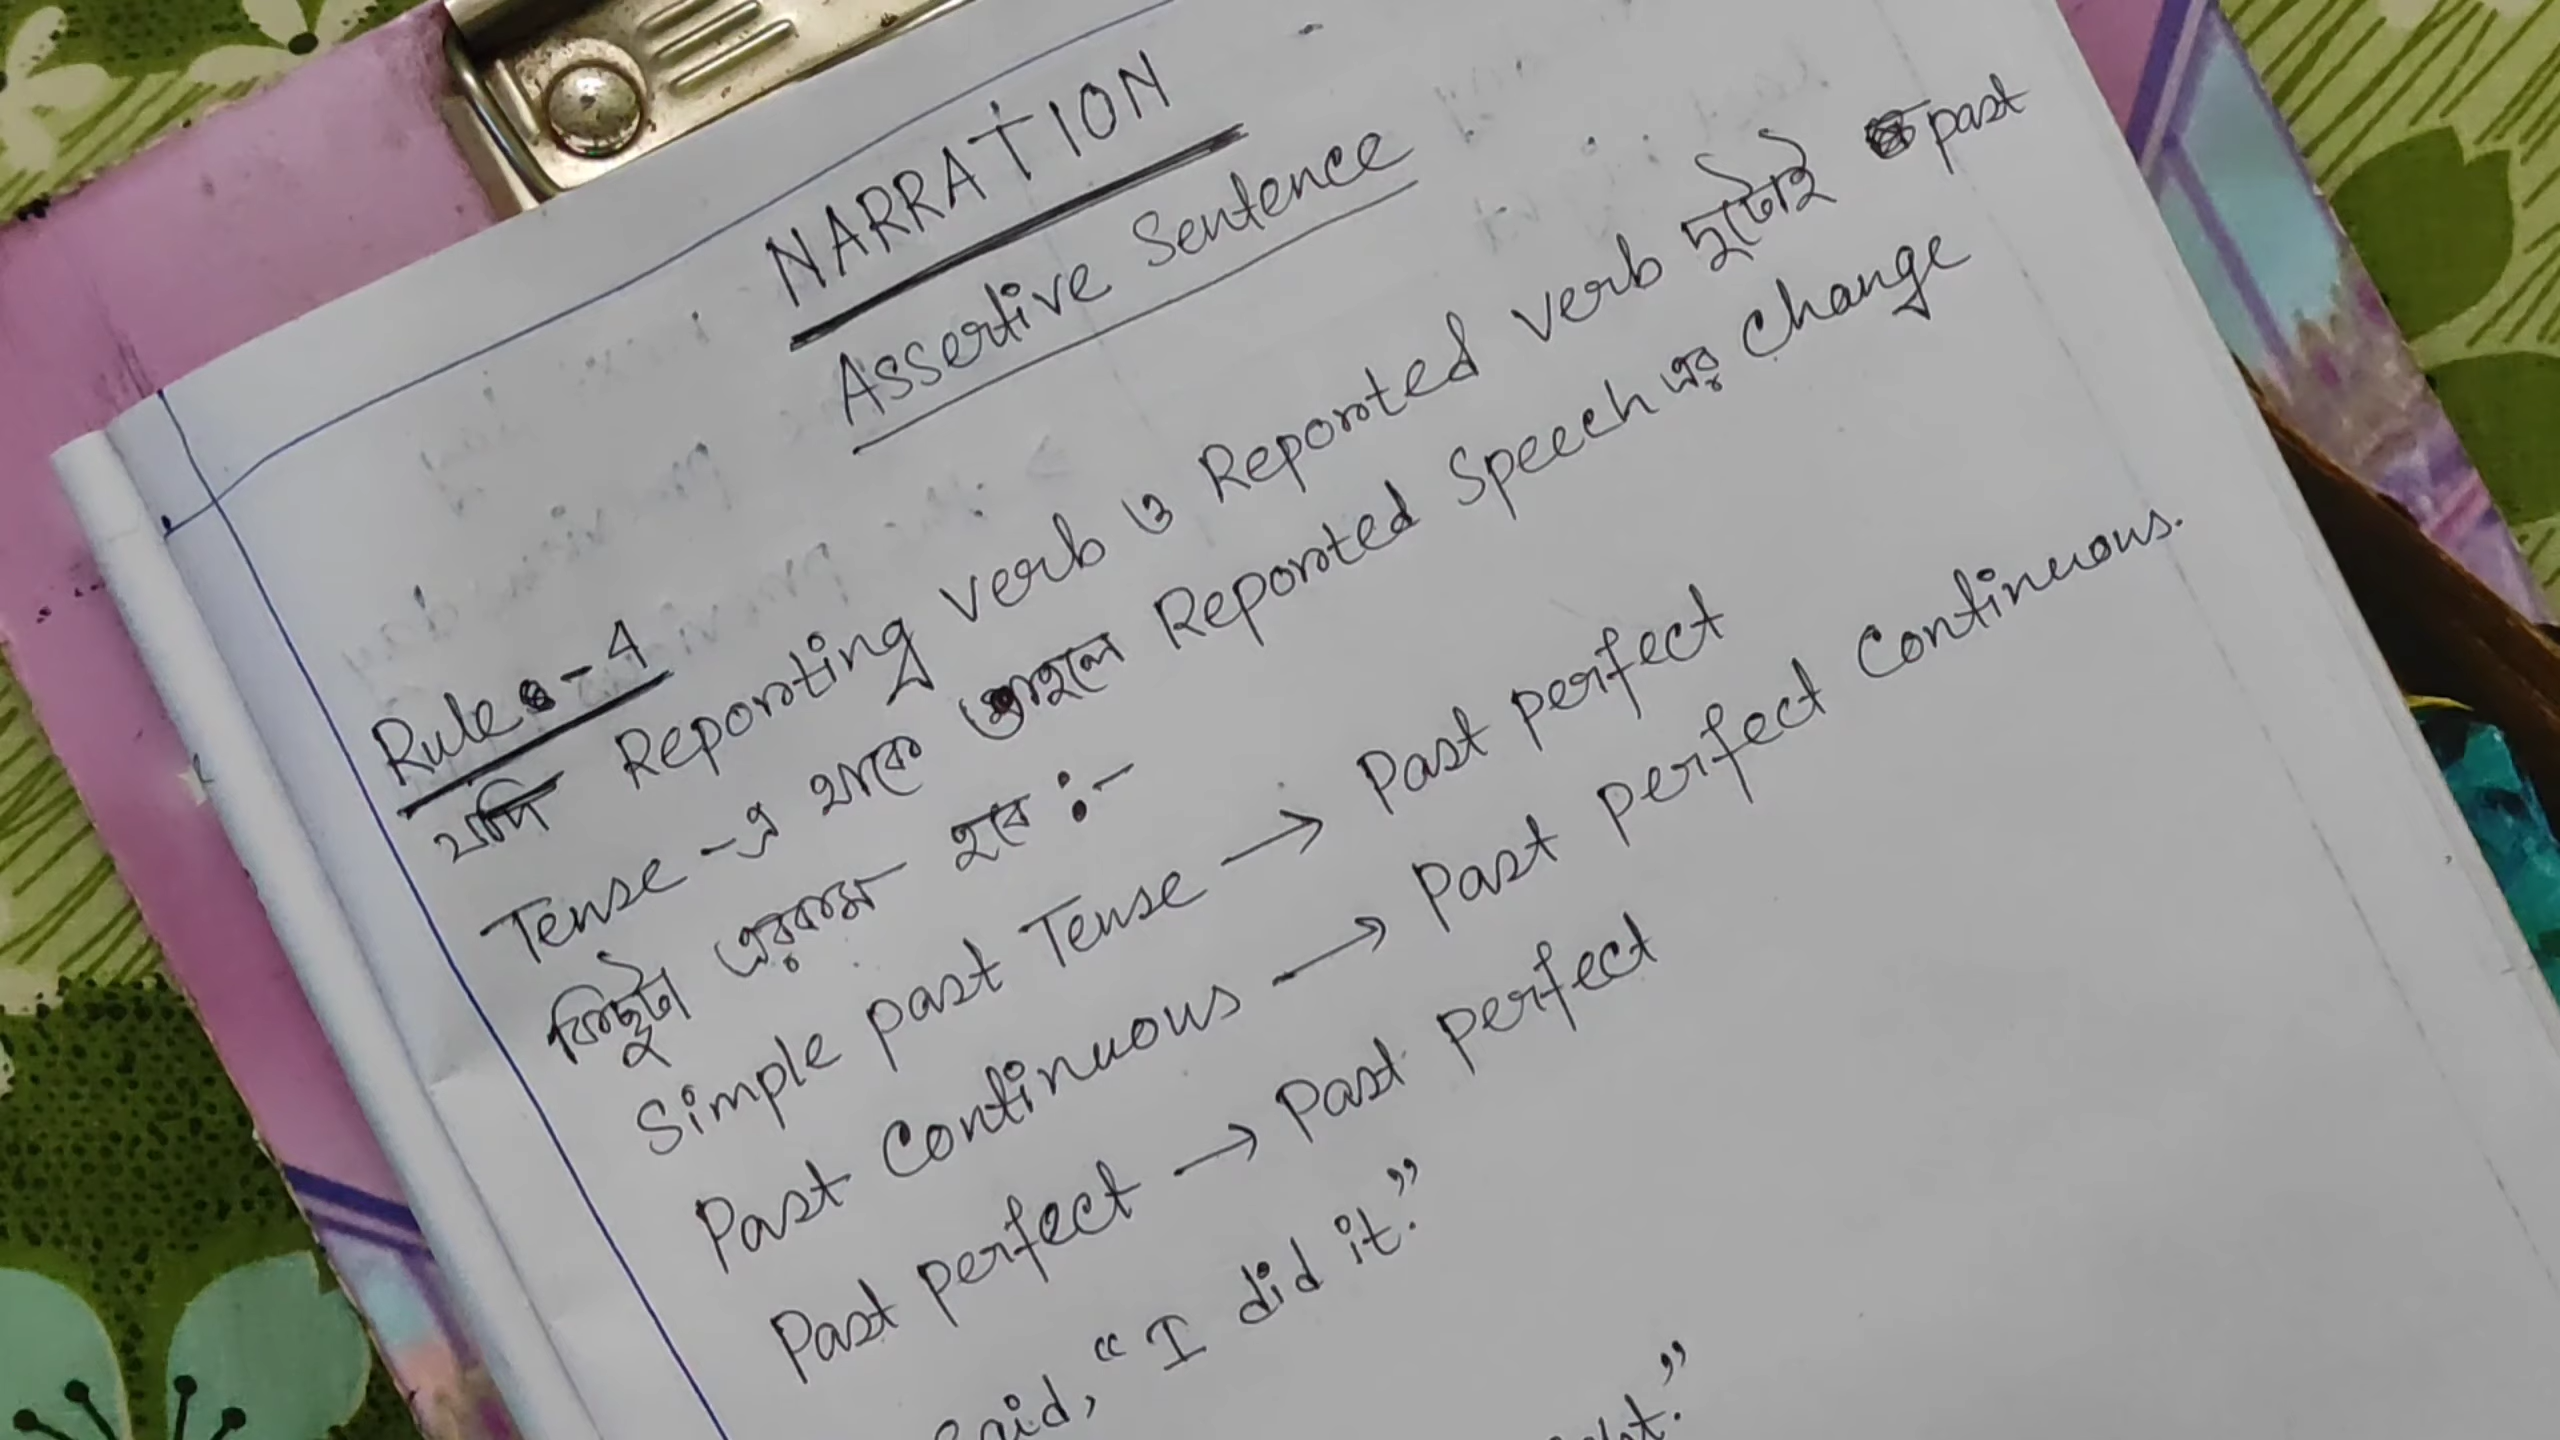 NARRATION
Assertive Sentence
Rule - 4
যদি Reporting verb ও Reported verb দুটোই past
Tense -এ থাকে তাহলে Reported Speech এর change
কিছুটা এরকম হবে :-
Simple past Tense → Past perfect
Past Continuous → Past perfect Continuous.
Past perfect → Past perfect
Said, "I did it."